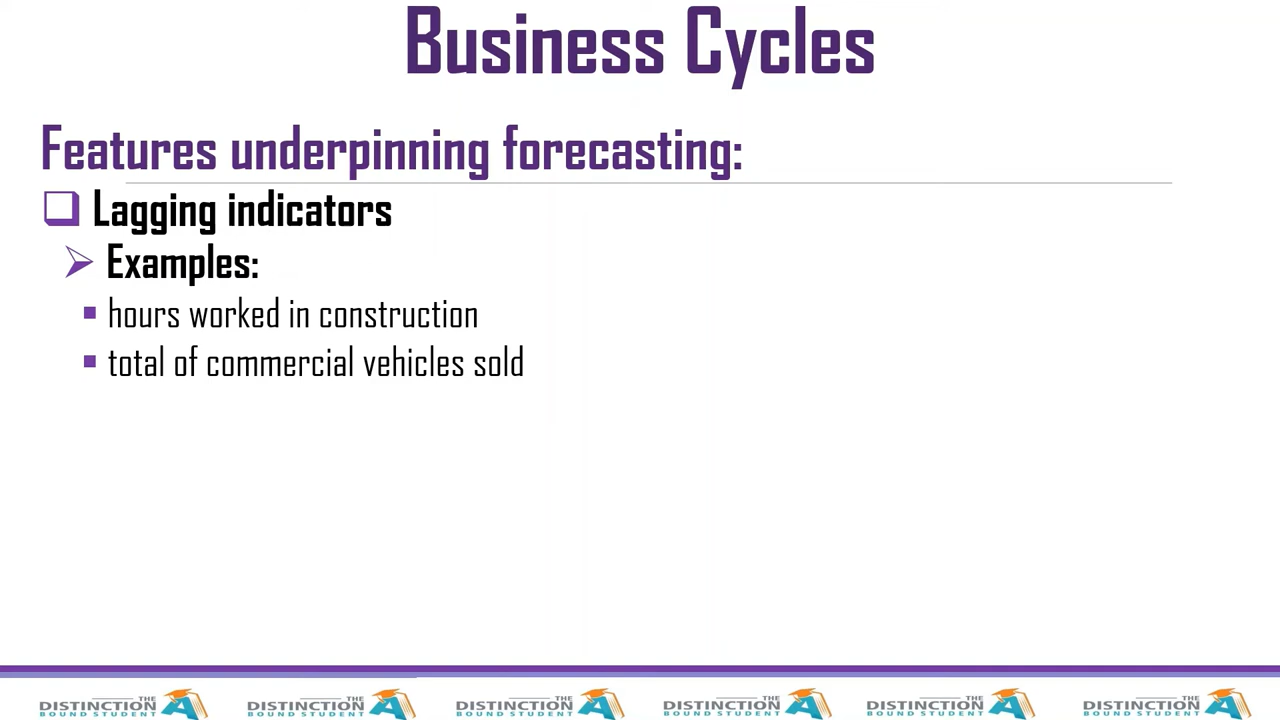 Business Cycles
Features underpinning forecasting:
Lagging indicators
Examples:
hours worked in construction
total of commercial vehicles sold
THE DISTINCTION BOUND STUDENT
THE DISTINCTION BOUND STUDENT
THE DISTINCTION BOUND STUDENT
THE DISTINCTION BOUND STUDENT
THE DISTINCTION BOUND STUDENT
THE DISTINCTION BOUND STUDENT